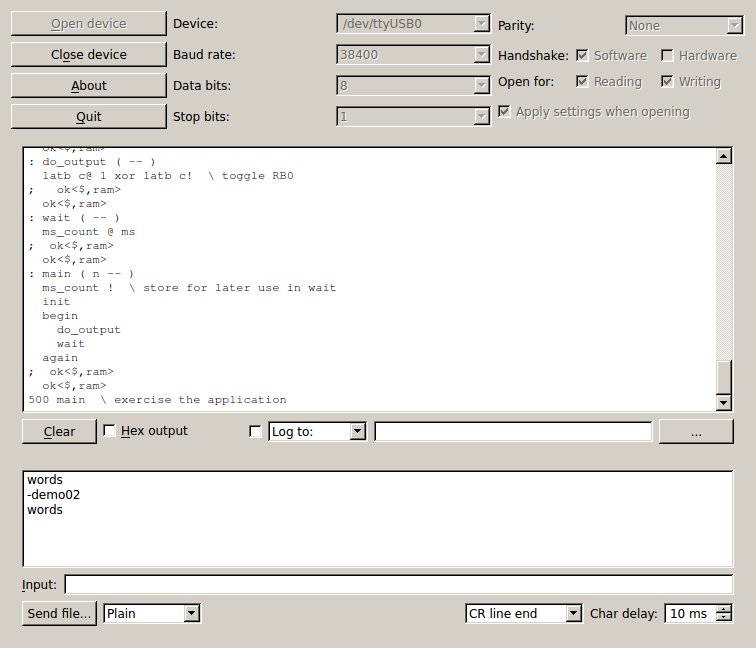 Open device Device: /dev/ttyUSB0 Parity: None
Close device Baud rate: 38400 Handshake: Software Hardware
About Data bits: 8 Open for: Reading Writing
Quit Stop bits: 1 Apply settings when opening
ok<$,ram>
: do_output ( -- )
latb c@ 1 xor latb c! \ toggle RB0
; ok<$,ram>
ok<$,ram>
: wait ( -- )
ms_count @ ms
; ok<$,ram>
ok<$,ram>
: main ( n -- )
ms_count ! \ store for later use in wait
init
begin
do_output
wait
again
; ok<$,ram>
ok<$,ram>
500 main \ exercise the application
Clear Hex output Log to: ...
words
-demo02
words
Input:
Send file... Plain CR line end Char delay: 10 ms